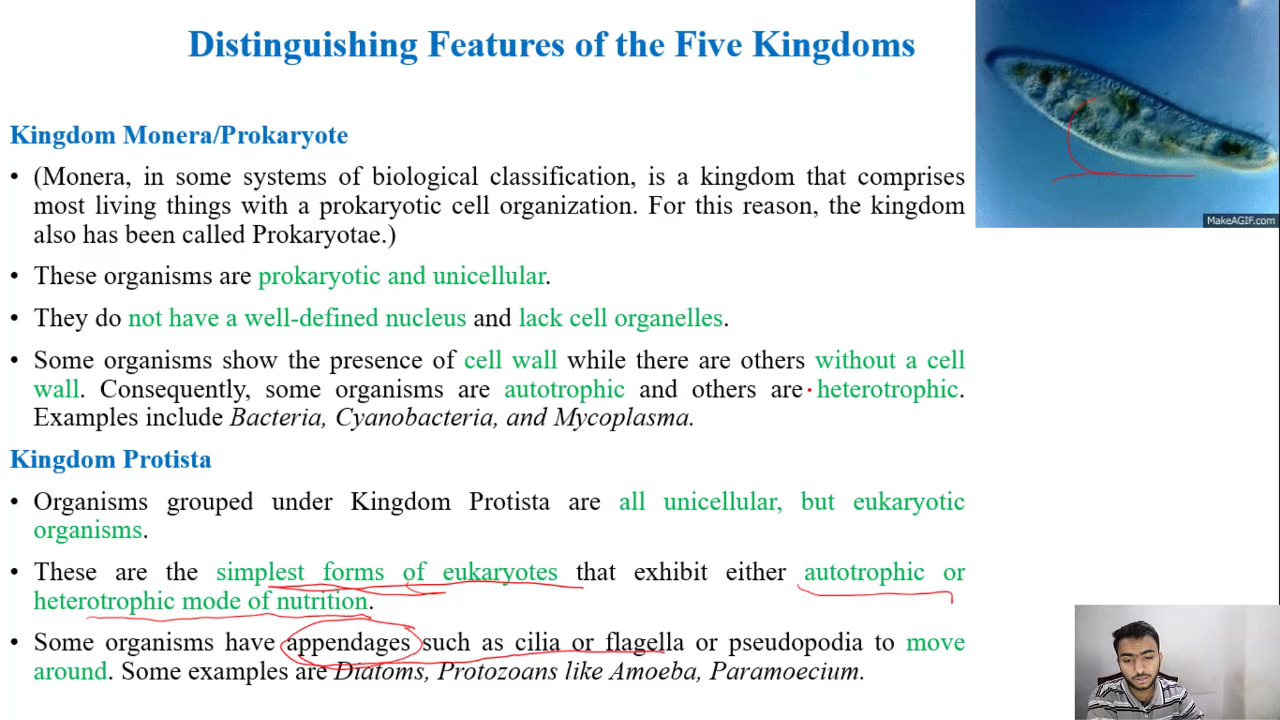 Distinguishing Features of the Five Kingdoms
MakeAGIF.com
Kingdom Monera/Prokaryote
• (Monera, in some systems of biological classification, is a kingdom that comprises
most living things with a prokaryotic cell organization. For this reason, the kingdom
also has been called Prokaryotae.)
• These organisms are prokaryotic and unicellular.
• They do not have a well-defined nucleus and lack cell organelles.
• Some organisms show the presence of cell wall while there are others without a cell
wall. Consequently, some organisms are autotrophic and others are heterotrophic.
Examples include Bacteria, Cyanobacteria, and Mycoplasma.
Kingdom Protista
• Organisms grouped under Kingdom Protista are all unicellular, but eukaryotic
organisms.
• These are the simplest forms of eukaryotes that exhibit either autotrophic or
heterotrophic mode of nutrition.
• Some organisms have appendages such as cilia or flagella or pseudopodia to move
around. Some examples are Diatoms, Protozoans like Amoeba, Paramoecium.